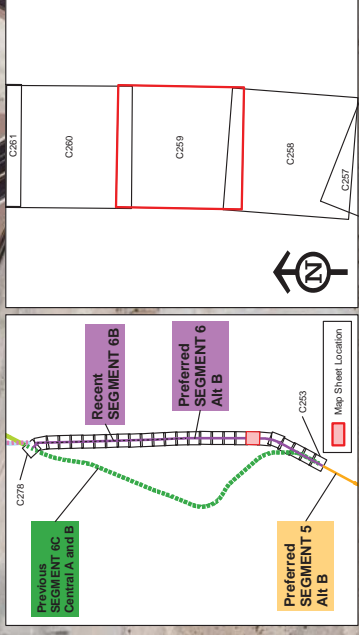 C261
C260
C259
C258
C257
N
C278
Recent
SEGMENT 6B
Previous
SEGMENT 6C
Central A and B
Preferred
SEGMENT 6
Alt B
Map Sheet Location
C253
Preferred
SEGMENT 5
Alt B